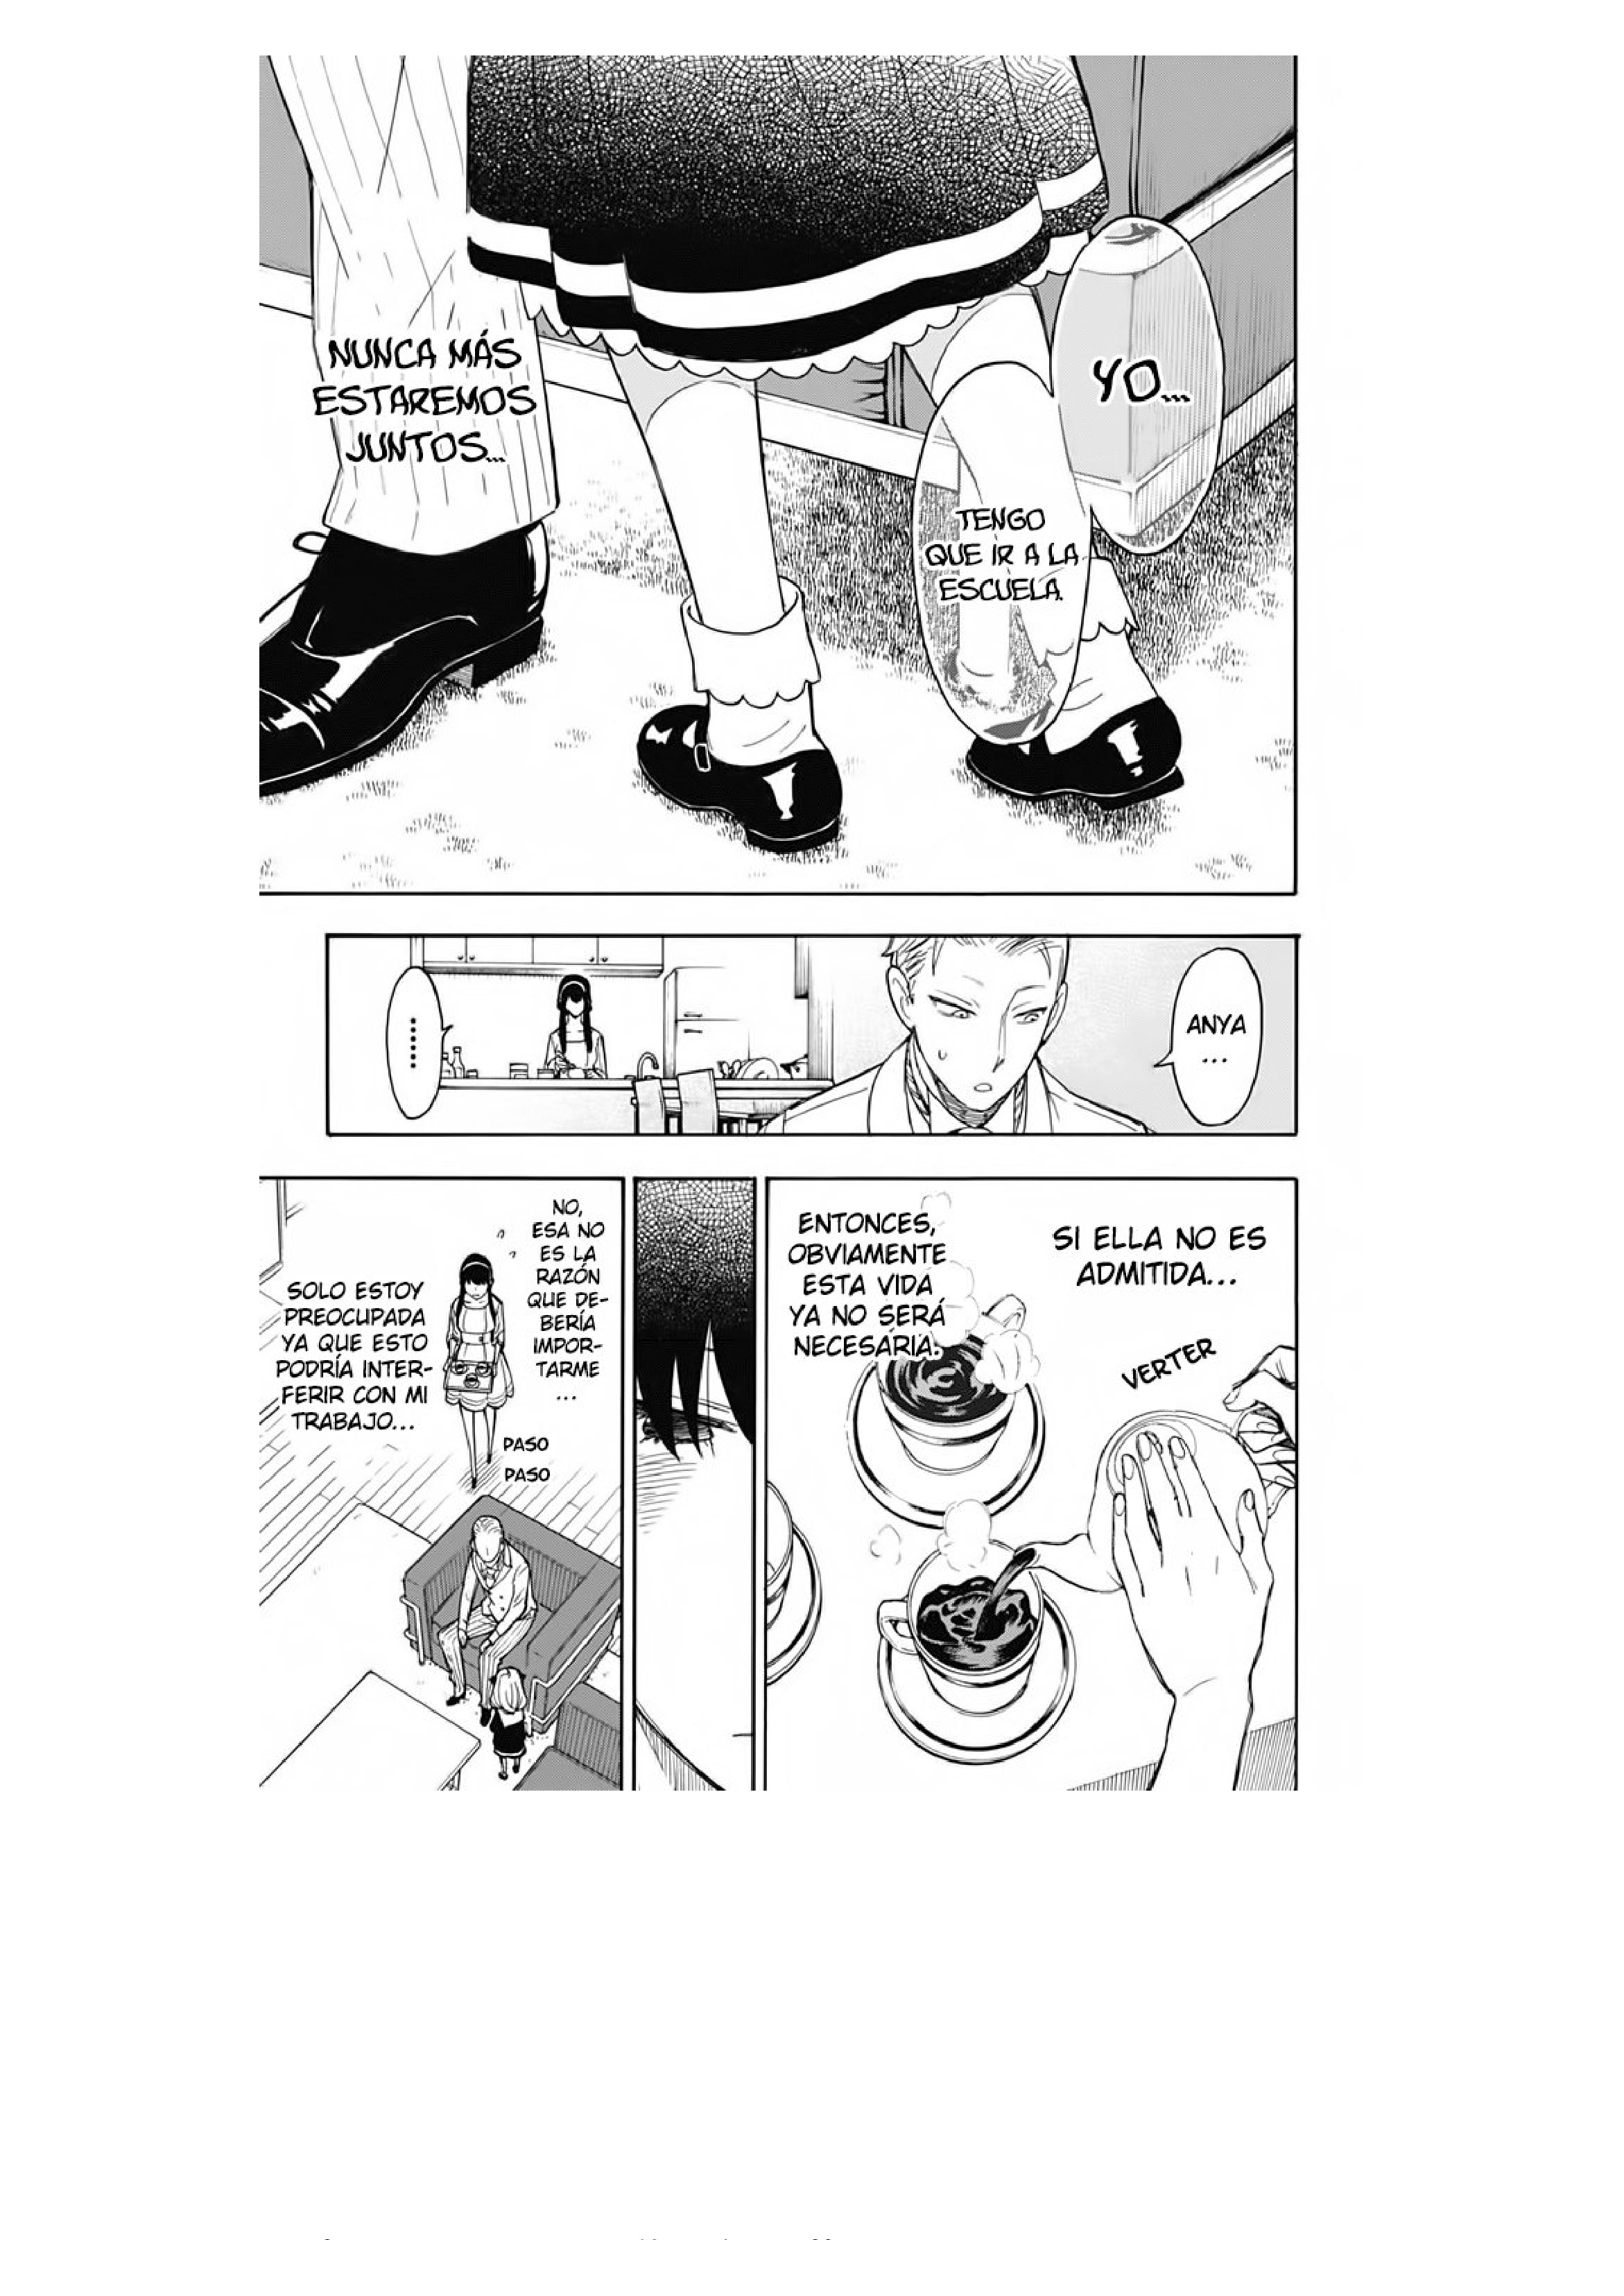 YO...
TENGO
QUE IR A LA
ESCUELA.
NUNCA MÁS
ESTAREMOS
JUNTOS...
ANYA
...
.......
SI ELLA NO ES
ADMITIDA...
ENTONCES,
OBVIAMENTE
ESTA VIDA
YA NO SERÁ
NECESARIA.
VERTER
NO,
ESA NO
ES LA
RAZÓN
QUE DE-
BERÍA
IMPOR-
TARME
...
SOLO ESTOY
PREOCUPADA
YA QUE ESTO
PODRÍA INTER-
FERIR CON MI
TRABAJO...
PASO
PASO